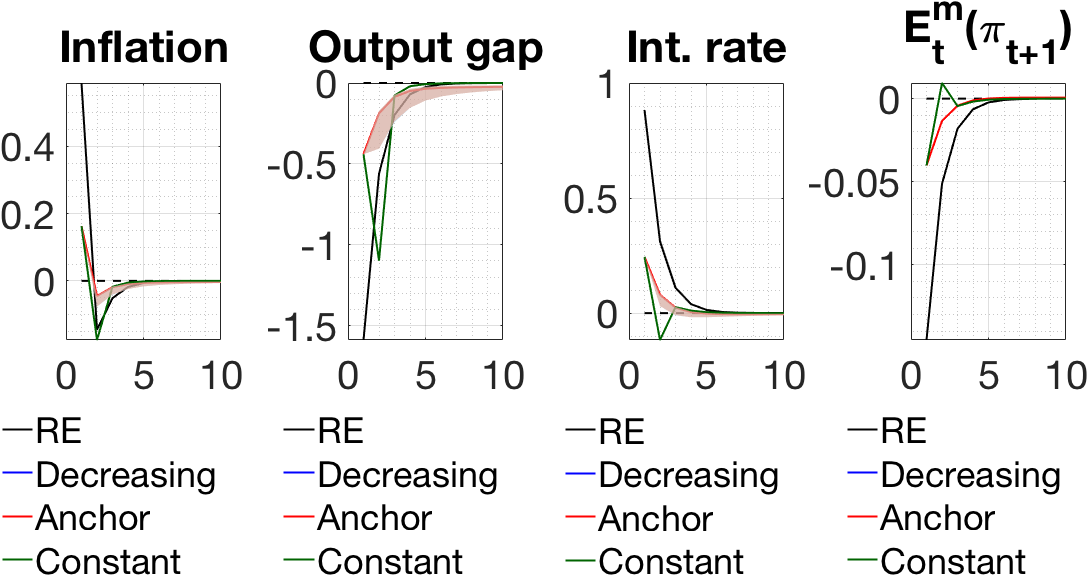 Inflation
0.4
0.2
0
0 5 10
RE
Decreasing
Anchor
Constant
Output gap
0
-0.5
-1
-1.5
0 5 10
RE
Decreasing
Anchor
Constant
Int. rate
1
0.5
0
0 5 10
RE
Decreasing
Anchor
Constant
E_t^m(π_{t+1})
0
-0.05
-0.1
0 5 10
RE
Decreasing
Anchor
Constant